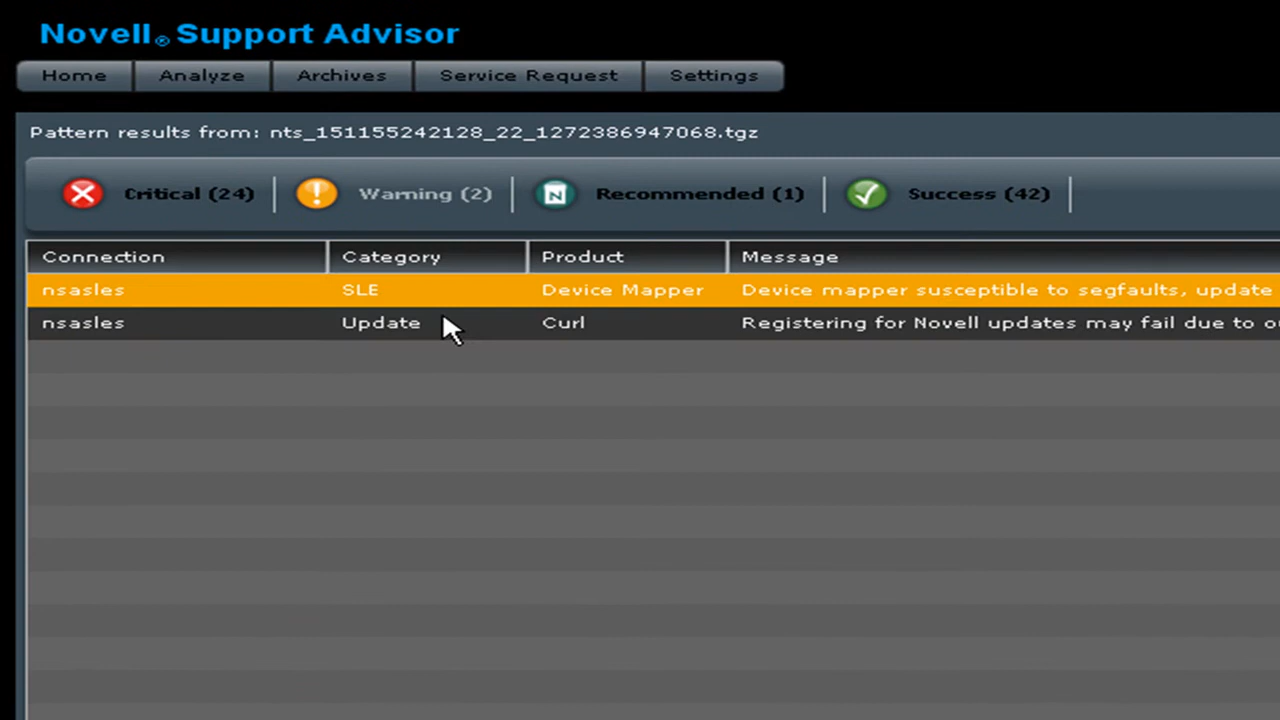 Novell® Support Advisor
Home Analyze Archives Service Request Settings
Pattern results from: nts_151155242128_22_1272386947068.tgz
Critical (24) Warning (2) N Recommended (1) Success (42)
Connection Category Product Message
nsasles SLE Device Mapper Device mapper susceptible to segfaults, update
nsasles Update Curl Registering for Novell updates may fail due to